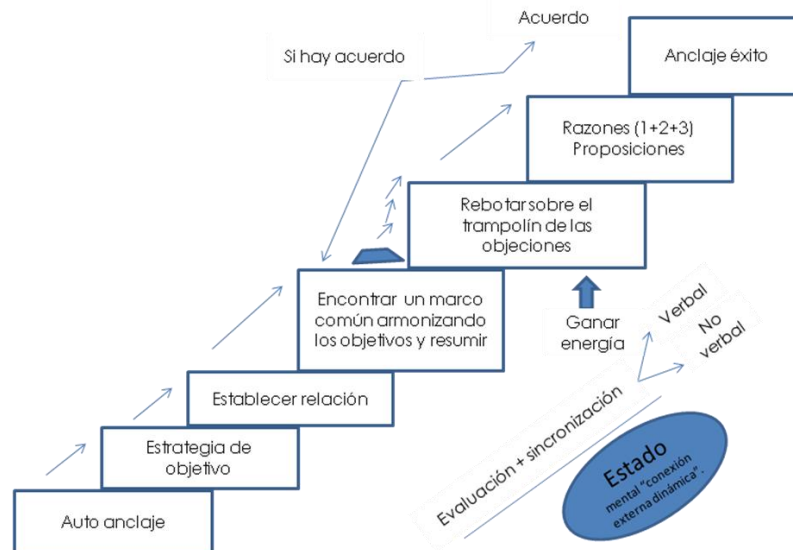 Acuerdo
Si hay acuerdo
Anclaje éxito
Razones (1+2+3)
Proposiciones
Rebotar sobre el
trampolín de las
objeciones
Encontrar un marco
común armonizando
los objetivos y resumir
Ganar
energía
Verbal
No
verbal
Establecer relación
Evaluación + sincronización
Estrategia de
objetivo
Estado
mental "conexión
externa dinámica".
Auto anclaje